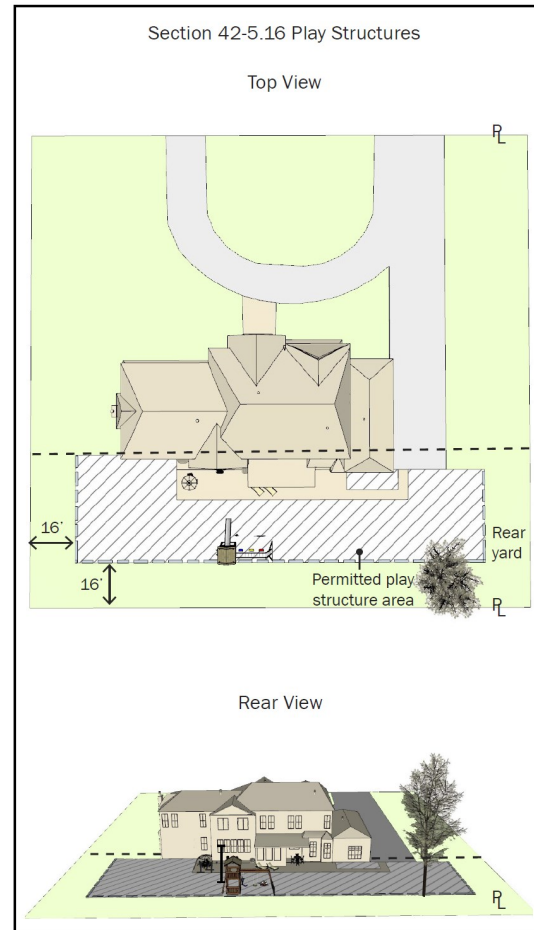 Section 42-5.16 Play Structures
Top View
PL
16'
Rear
yard
16'
Permitted play
structure area
PL
Rear View
PL